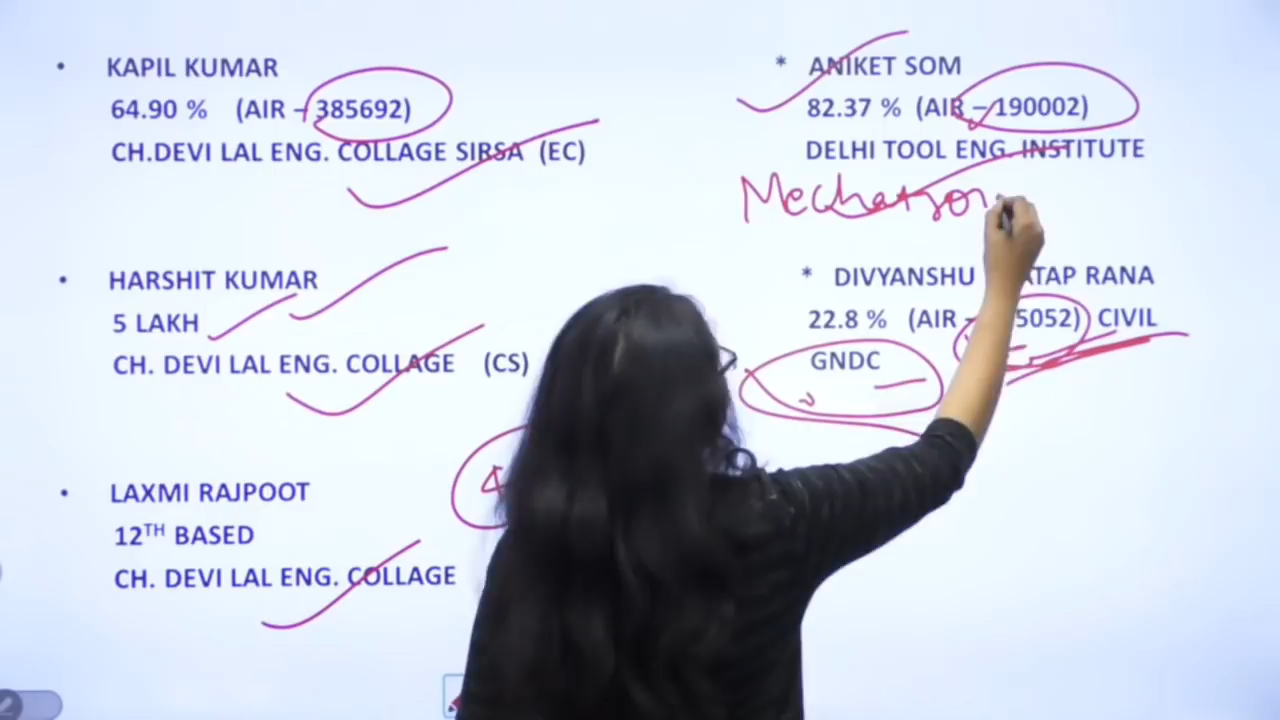 • KAPIL KUMAR
64.90 % (AIR – 385692)
CH.DEVI LAL ENG. COLLAGE SIRSA (EC)
• HARSHIT KUMAR
5 LAKH
CH. DEVI LAL ENG. COLLAGE (CS)
• LAXMI RAJPOOT
12TH BASED
CH. DEVI LAL ENG. COLLAGE
* ANIKET SOM
82.37 % (AIR – 190002)
DELHI TOOL ENG. INSTITUTE
* DIVYANSHU RANA
22.8 % (AIR – CIVIL
GNDC